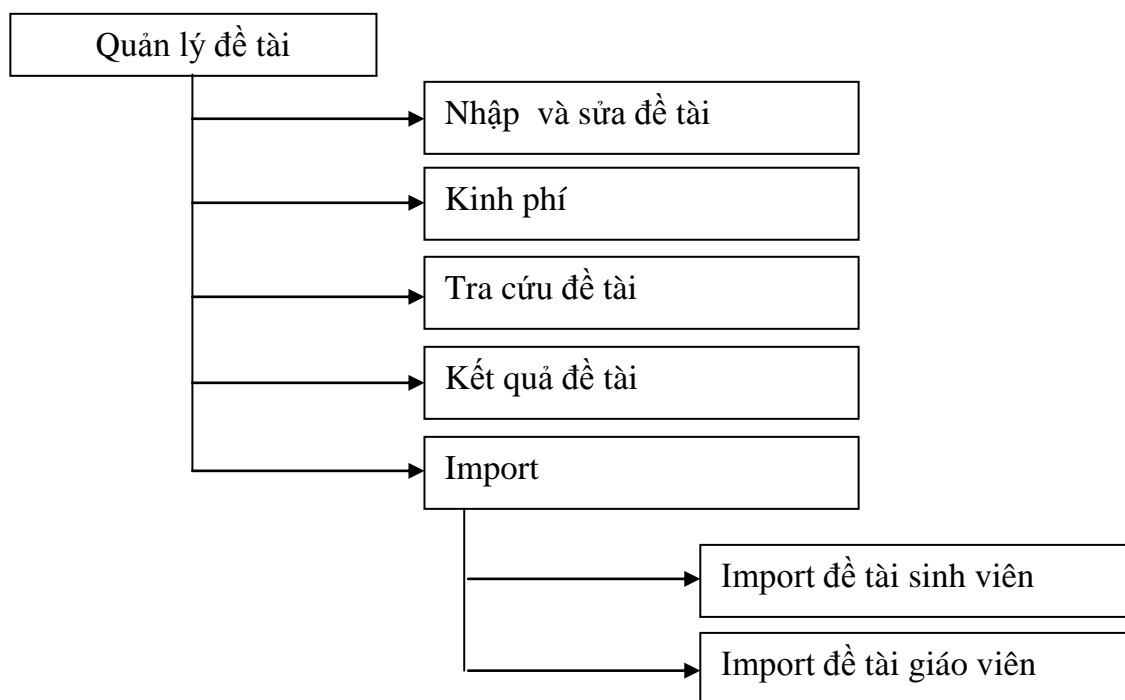 Quản lý đề tài
Nhập và sửa đề tài
Kinh phí
Tra cứu đề tài
Kết quả đề tài
Import
Import đề tài sinh viên
Import đề tài giáo viên